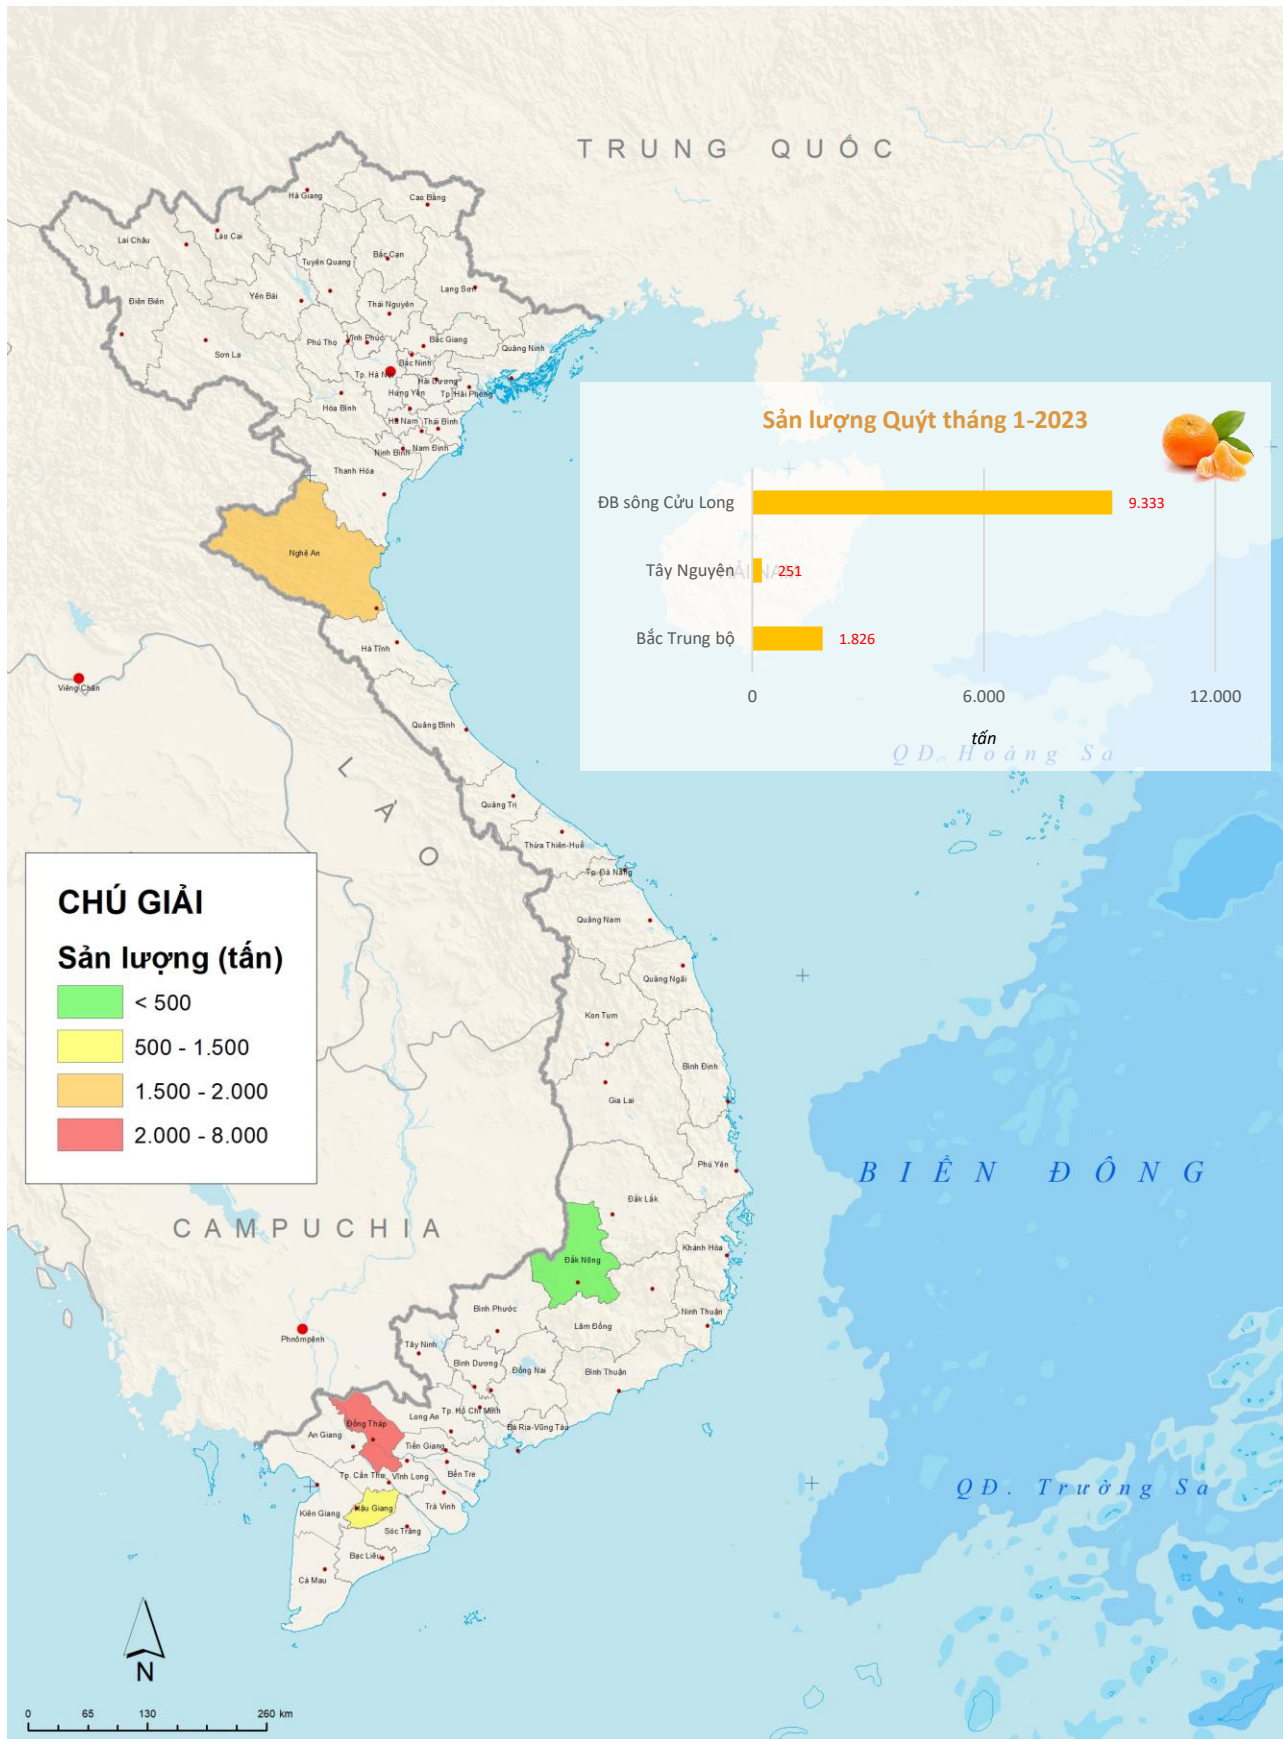 TRUNG QUỐC
Hà Giang
Cao Bằng
Lai Châu
Lào Cai
Tuyên Quang
Bắc Cạn
Điện Biên
Yên Bái
Lạng Sơn
Thái Nguyên
Sơn La
Phú Thọ
Vĩnh Phúc
Bắc Giang
Quảng Ninh
Bắc Ninh
Tp. Hà Nội
Hải Dương
Hưng Yên
Tp. Hải Phòng
Hòa Bình
Hà Nam
Thái Bình
Ninh Bình
Nam Định
Thanh Hóa
Nghệ An
Hà Tĩnh
Viêng Chăn
Quảng Bình
LÀO
Quảng Trị
Thừa Thiên-Huế
Tp. Đà Nẵng
Quảng Nam
Quảng Ngãi
Kon Tum
Bình Định
Gia Lai
Phú Yên
Đắk Lắk
Khánh Hòa
Đắk Nông
Ninh Thuận
Lâm Đồng
Bình Phước
Tây Ninh
Bình Dương
Đồng Nai
Bình Thuận
Tp. Hồ Chí Minh
Bà Rịa-Vũng Tàu
Long An
Đồng Tháp
An Giang
Tiền Giang
Tp. Cần Thơ
Vĩnh Long
Bến Tre
Kiên Giang
Hậu Giang
Trà Vinh
Sóc Trăng
Bạc Liêu
Cà Mau
CAMPUCHIA
Phnômpênh
Sản lượng Quýt tháng 1-2023
ĐB sông Cửu Long
9.333
Tây Nguyên
251
Bắc Trung bộ
1.826
0 6.000 12.000
tấn
QĐ. Hoàng Sa
BIỂN ĐÔNG
QĐ. Trường Sa
CHÚ GIẢI
Sản lượng (tấn)
< 500
500 - 1.500
1.500 - 2.000
2.000 - 8.000
N
0 65 130 260 km